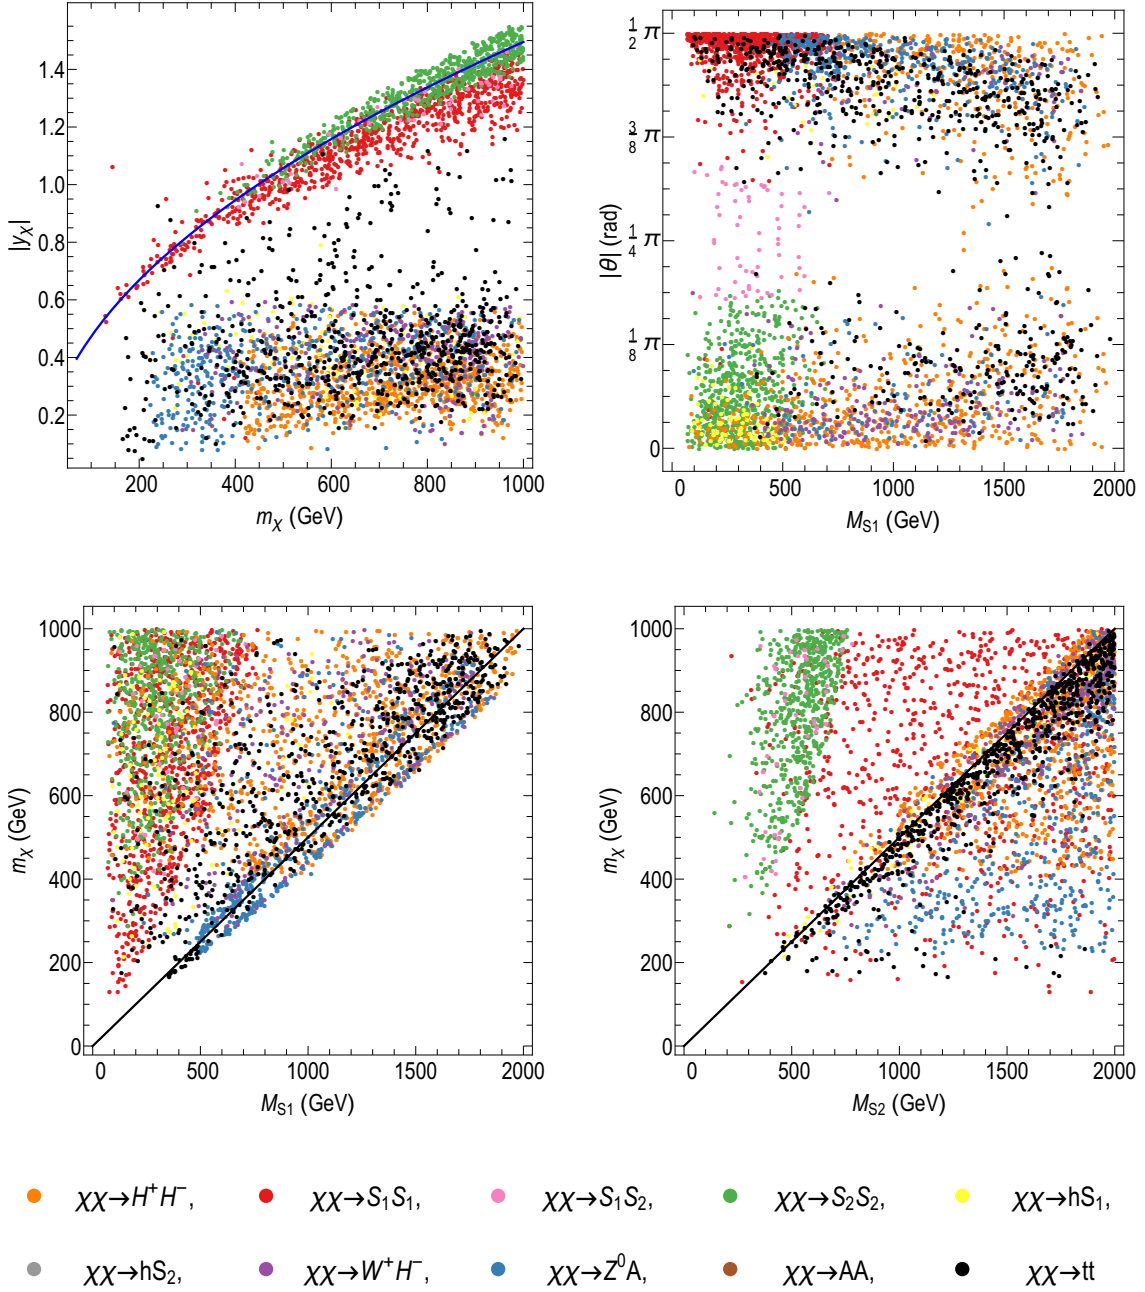 1.4
1.2
1.0
0.8
0.6
0.4
0.2
|yχ|
200 400 600 800 1000
mχ (GeV)
1/2 π
3/8 π
1/4 π
1/8 π
0
|θ| (rad)
0 500 1000 1500 2000
MS1 (GeV)
1000
800
600
400
200
0
mχ (GeV)
0 500 1000 1500 2000
MS1 (GeV)
1000
800
600
400
200
0
mχ (GeV)
0 500 1000 1500 2000
MS2 (GeV)
χχ→H⁺H⁻, χχ→S₁S₁, χχ→S₁S₂, χχ→S₂S₂, χχ→hS₁,
χχ→hS₂, χχ→W⁺H⁻, χχ→Z⁰A, χχ→AA, χχ→tt